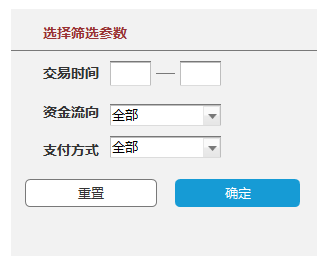 选择筛选参数
交易时间 —
资金流向 全部
支付方式 全部
重置 确定